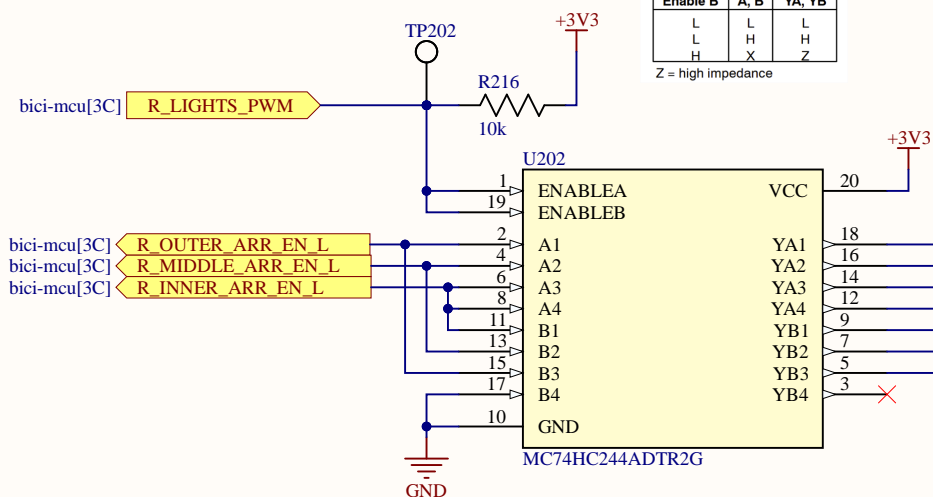 Enable B A, B YA, YB
L L L
L H H
H X Z
Z = high impedance
+3V3
TP202
R216
10k
bici-mcu[3C] R_LIGHTS_PWM
+3V3
U202
1 ENABLEA VCC 20
19 ENABLEB
bici-mcu[3C] R_OUTER_ARR_EN_L 2 A1 YA1 18
bici-mcu[3C] R_MIDDLE_ARR_EN_L 4 A2 YA2 16
bici-mcu[3C] R_INNER_ARR_EN_L 6 A3 YA3 14
8 A4 YA4 12
11 B1 YB1 9
13 B2 YB2 7
15 B3 YB3 5
17 B4 YB4 3
10 GND
MC74HC244ADTR2G
GND